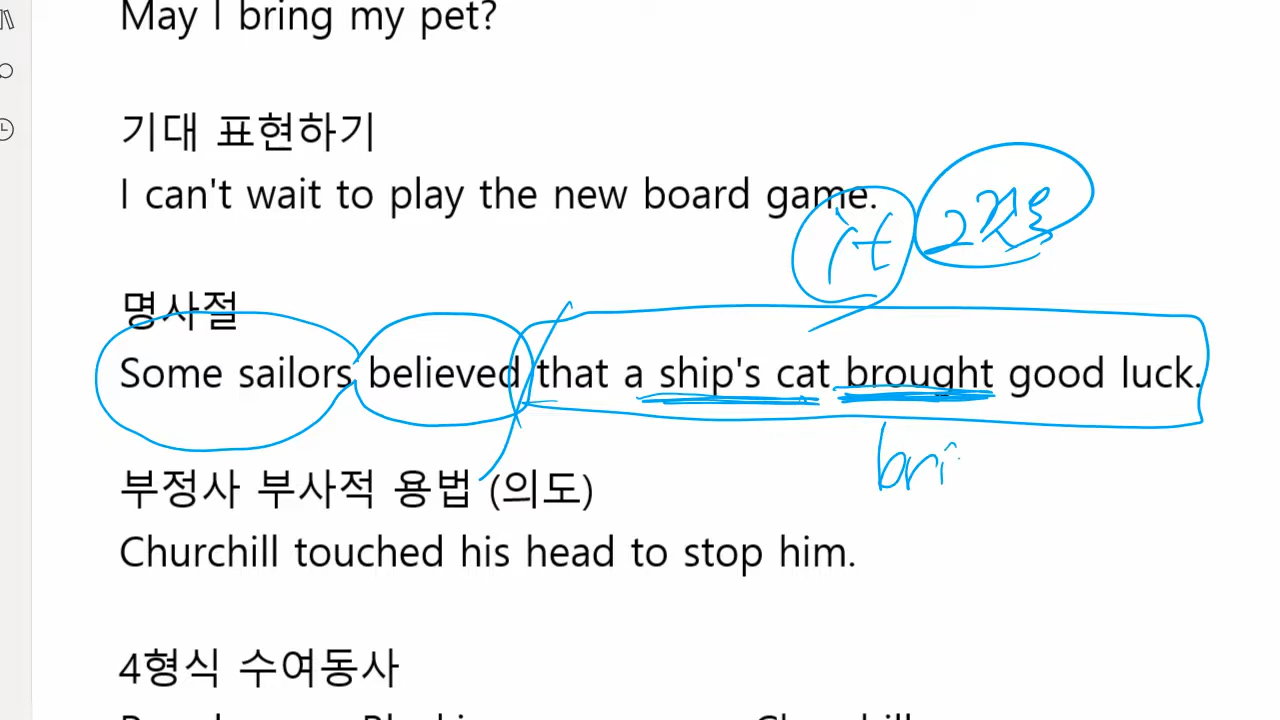 May I bring my pet?
기대 표현하기
I can't wait to play the new board game.
it
명사절
Some sailors believed that a ship's cat brought good luck.
bri
부정사 부사적 용법 (의도)
Churchill touched his head to stop him.
4형식 수여동사